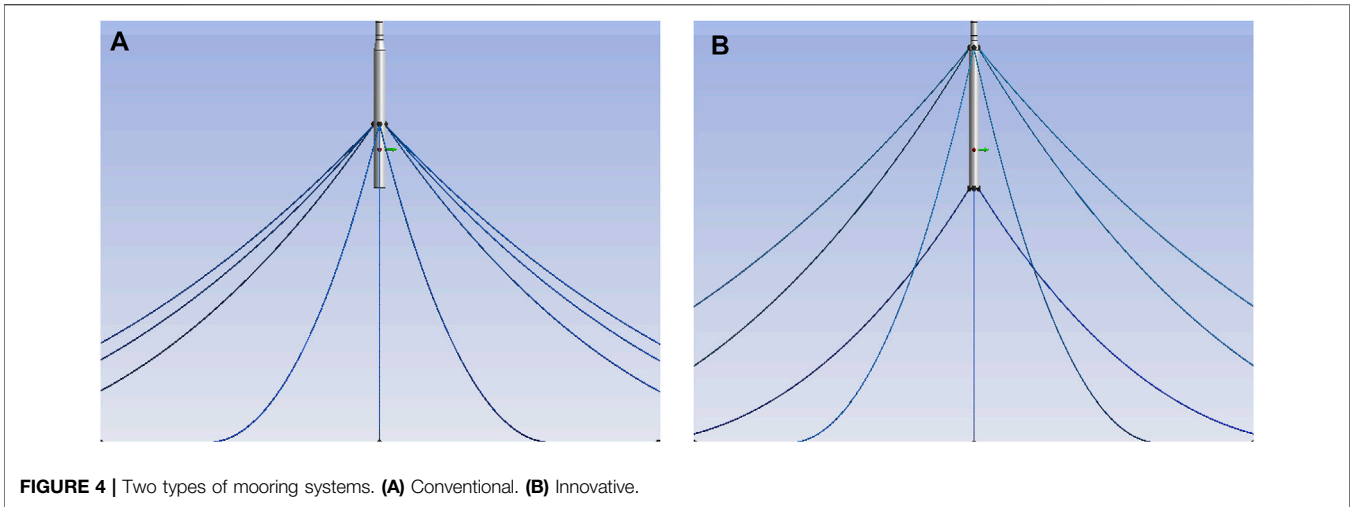 A
B
FIGURE 4 | Two types of mooring systems. (A) Conventional. (B) Innovative.